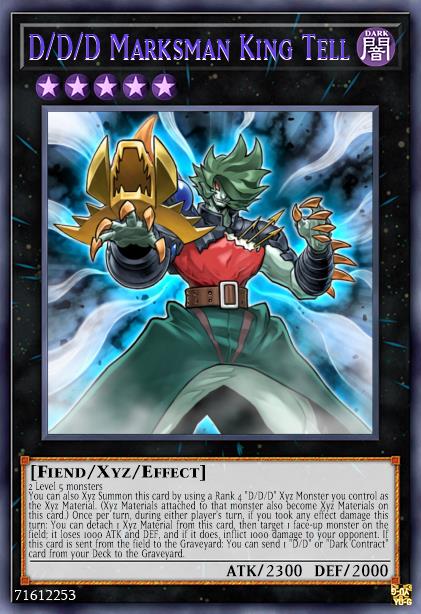 D/D/D Marksman King Tell
DARK
闇
[Fiend/Xyz/Effect]
2 Level 5 monsters
You can also Xyz Summon this card by using a Rank 4 "D/D/D" Xyz Monster you control as
the Xyz Material. (Xyz Materials attached to that monster also become Xyz Materials on
this card.) Once per turn, during either player's turn, if you took any effect damage this
turn: You can detach 1 Xyz Material from this card, then target 1 face-up monster on the
field; it loses 1000 ATK and DEF, and if it does, inflict 1000 damage to your opponent. If
this card is sent from the field to the Graveyard: You can send 1 "D/D" or "Dark Contract"
card from your Deck to the Graveyard.
ATK/2300 DEF/2000
71612253